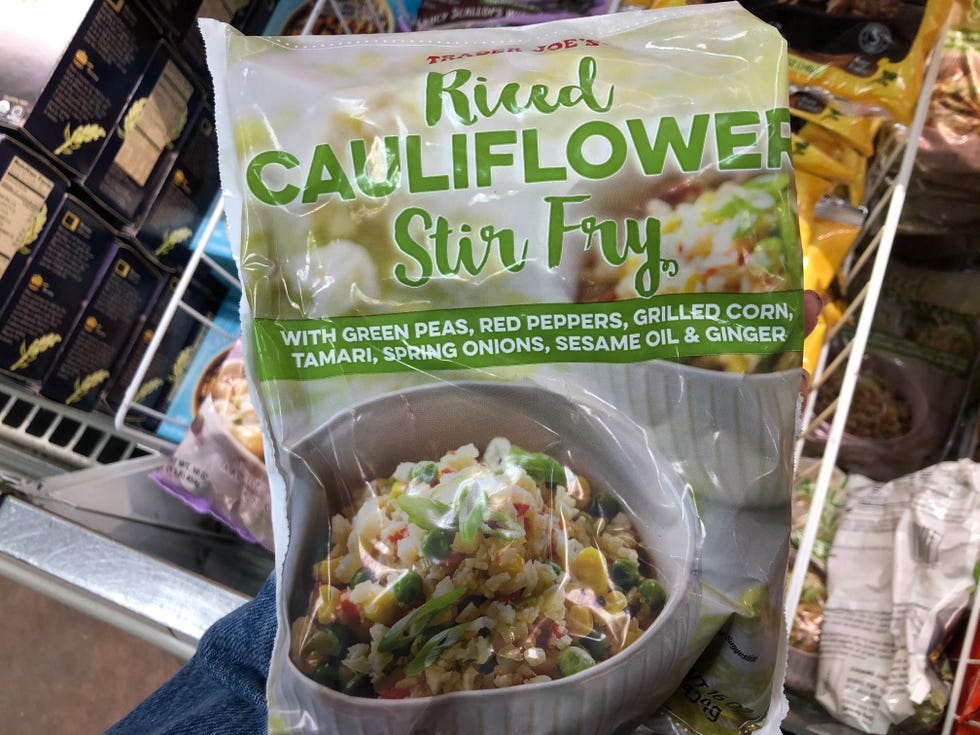 TRADER JOE'S
Riced
CAULIFLOWER
Stir Fry
WITH GREEN PEAS, RED PEPPERS, GRILLED CORN,
TAMARI, SPRING ONIONS, SESAME OIL & GINGER